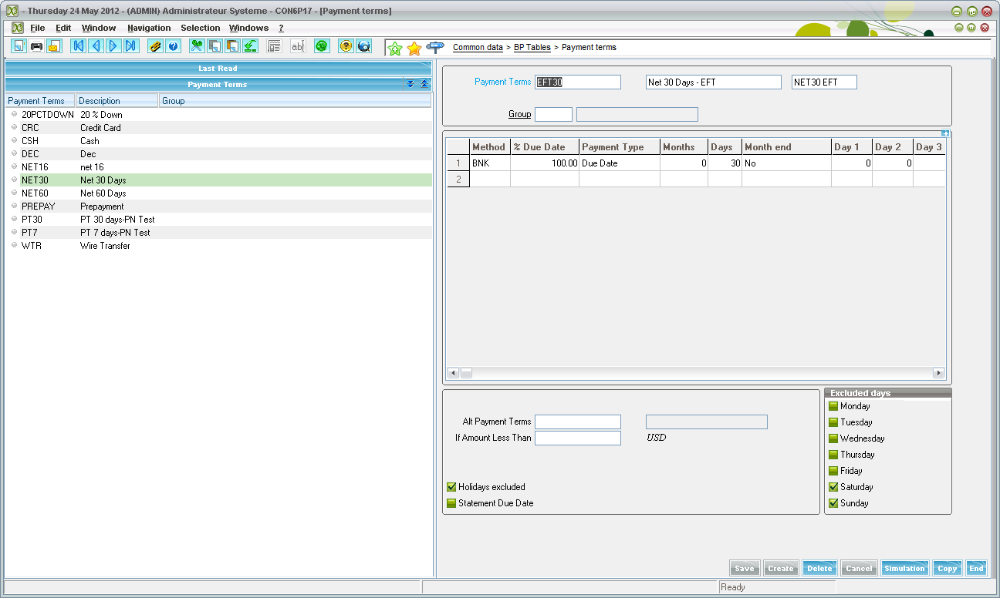 - Thursday 24 May 2012 - (ADMIN) Administrateur Systeme - CON6P17 - [Payment terms]
File Edit Window Navigation Selection Windows ?
Common data > BP Tables > Payment terms
Last Read
Payment Terms
Payment Terms Description Group
20PCTDOWN 20 % Down
CRC Credit Card
CSH Cash
DEC Dec
NET16 net 16
NET30 Net 30 Days
NET60 Net 60 Days
PREPAY Prepayment
PT30 PT 30 days-PN Test
PT7 PT 7 days-PN Test
WTR Wire Transfer
Payment Terms EFT30 Net 30 Days - EFT NET30 EFT
Group
Method % Due Date Payment Type Months Days Month end Day 1 Day 2 Day 3
1 BNK 100.00 Due Date 0 30 No 0 0
2
Alt Payment Terms
If Amount Less Than USD
Holidays excluded
Statement Due Date
Excluded days
Monday
Tuesday
Wednesday
Thursday
Friday
Saturday
Sunday
Save Create Delete Cancel Simulation Copy End
Ready